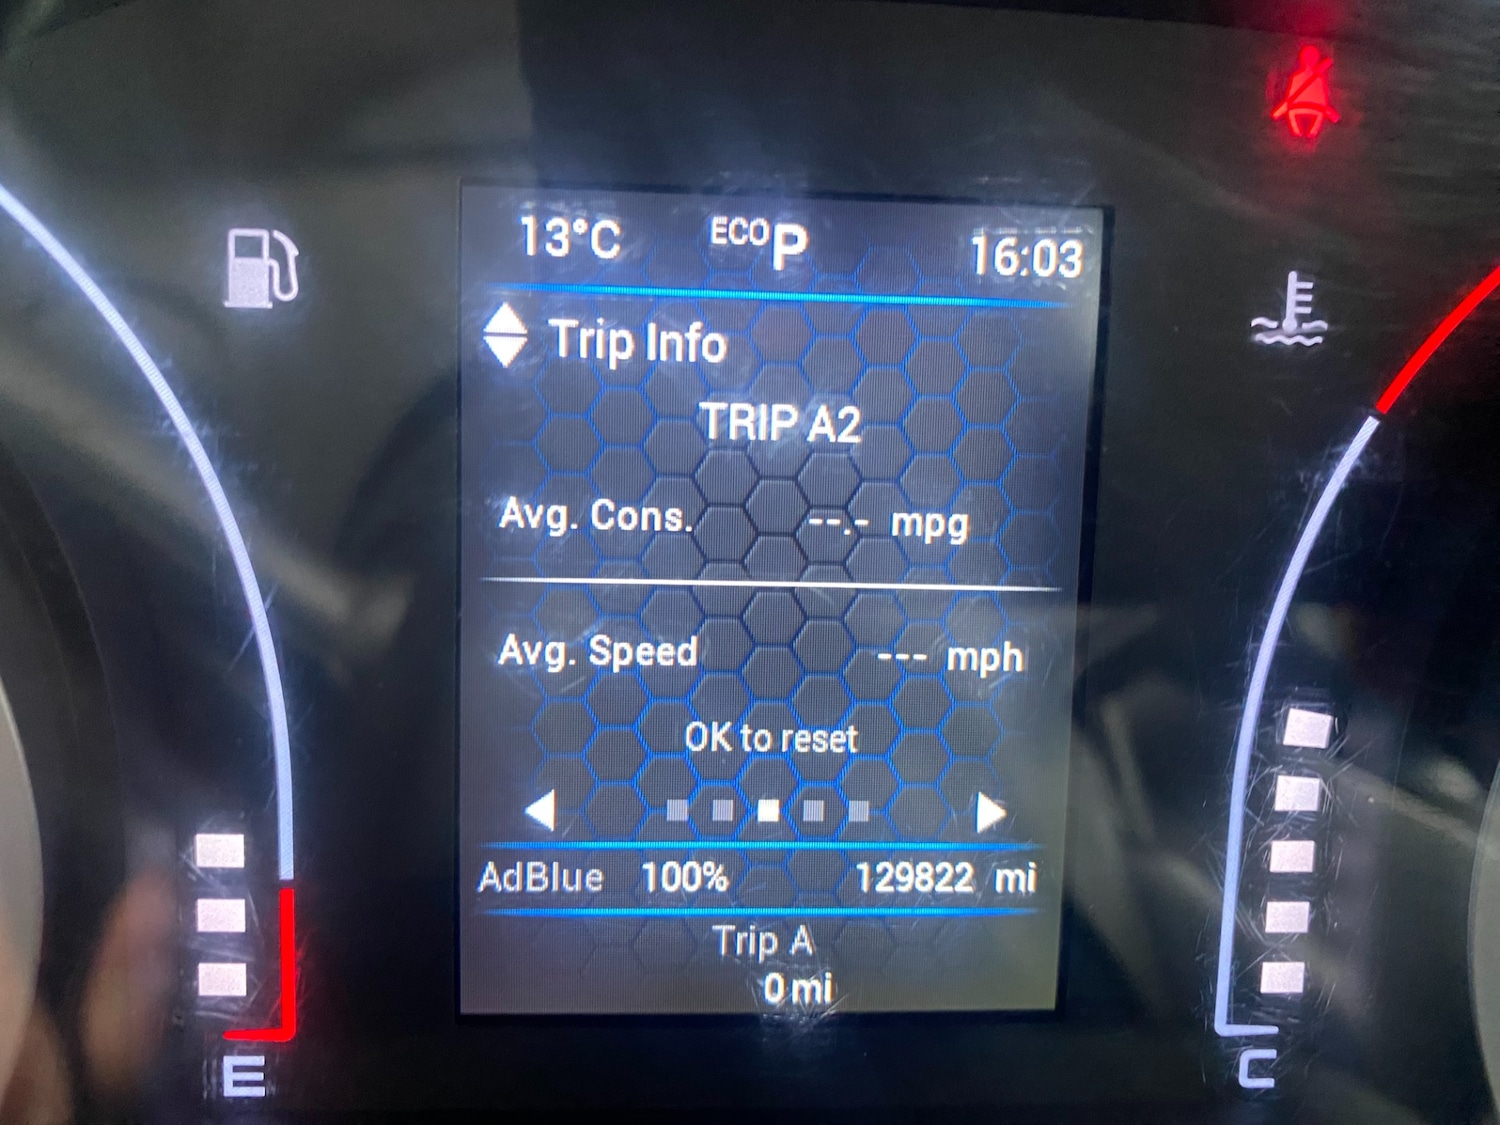 13°C ECO P 16:03
Trip Info
TRIP A2
Avg. Cons. --.- mpg
Avg. Speed --- mph
OK to reset
AdBlue 100% 129822 mi
Trip A
0 mi
E C